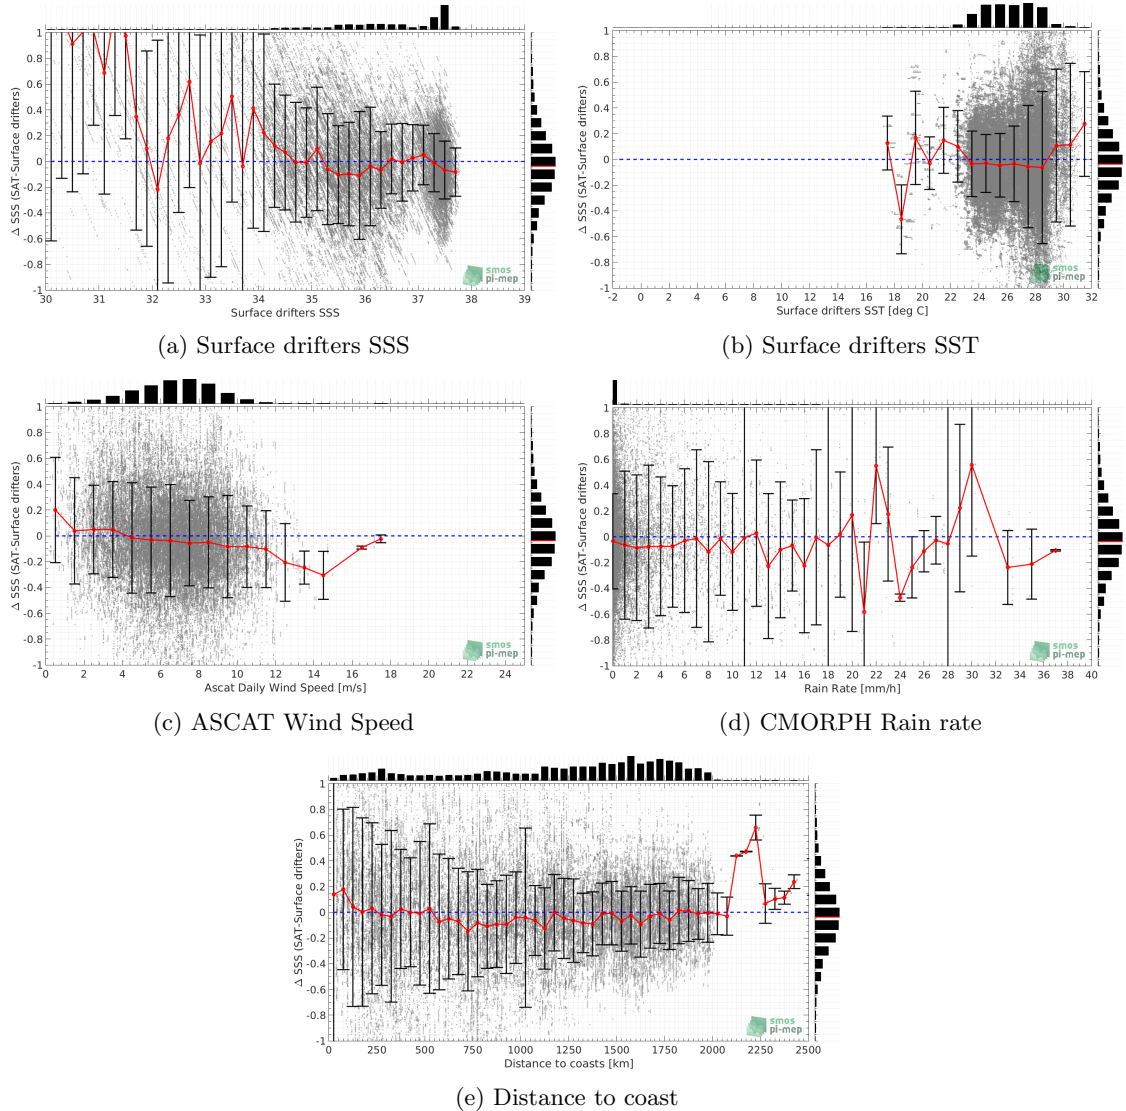 1
0.8
0.6
0.4
0.2
0
-0.2
-0.4
-0.6
-0.8
-1
Δ SSS (SAT-Surface drifters)
30 31 32 33 34 35 36 37 38 39
Surface drifters SSS
smos
pi-mep
(a) Surface drifters SSS
1
0.8
0.6
0.4
0.2
0
-0.2
-0.4
-0.6
-0.8
-1
Δ SSS (SAT-Surface drifters)
-2 0 2 4 6 8 10 12 14 16 18 20 22 24 26 28 30 32
Surface drifters SST [deg C]
smos
pi-mep
(b) Surface drifters SST
1
0.8
0.6
0.4
0.2
0
-0.2
-0.4
-0.6
-0.8
-1
Δ SSS (SAT-Surface drifters)
0 2 4 6 8 10 12 14 16 18 20 22 24
Ascat Daily Wind Speed [m/s]
smos
pi-mep
(c) ASCAT Wind Speed
1
0.8
0.6
0.4
0.2
0
-0.2
-0.4
-0.6
-0.8
-1
Δ SSS (SAT-Surface drifters)
0 2 4 6 8 10 12 14 16 18 20 22 24 26 28 30 32 34 36 38 40
Rain Rate [mm/h]
smos
pi-mep
(d) CMORPH Rain rate
1
0.8
0.6
0.4
0.2
0
-0.2
-0.4
-0.6
-0.8
-1
Δ SSS (SAT-Surface drifters)
0 250 500 750 1000 1250 1500 1750 2000 2250 2500
Distance to coasts [km]
smos
pi-mep
(e) Distance to coast